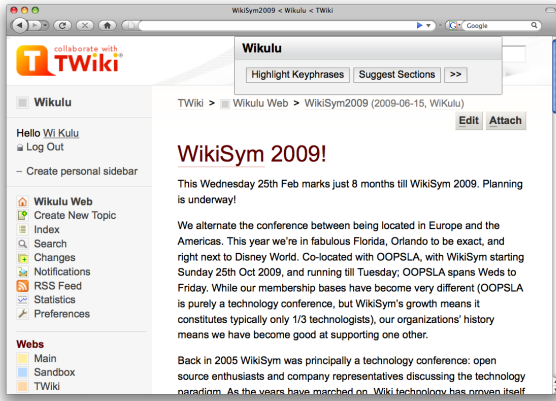 WikiSym2009 < Wikulu < TWiki
Google
collaborate with
TWiki
Wikulu
Highlight Keyphrases
Suggest Sections
>>
Wikulu
TWiki > Wikulu Web > WikiSym2009 (2009-06-15, WiKulu)
Edit Attach
Hello Wi Kulu
Log Out
– Create personal sidebar
Wikulu Web
Create New Topic
Index
Search
Changes
Notifications
RSS Feed
Statistics
Preferences
Webs
Main
Sandbox
TWiki
WikiSym 2009!
This Wednesday 25th Feb marks just 8 months till WikiSym 2009. Planning
is underway!
We alternate the conference between being located in Europe and the
Americas. This year we're in fabulous Florida, Orlando to be exact, and
right next to Disney World. Co-located with OOPSLA, with WikiSym starting
Sunday 25th Oct 2009, and running till Tuesday; OOPSLA spans Weds to
Friday. While our membership bases have become very different (OOPSLA
is purely a technology conference, but WikiSym's growth means it
constitutes typically only 1/3 technologists), our organizations' history
means we have become good at supporting one other.
Back in 2005 WikiSym was principally a technology conference: open
source enthusiasts and company representatives discussing the technology
paradigm. As the years have marched on, Wiki technology has proven itself